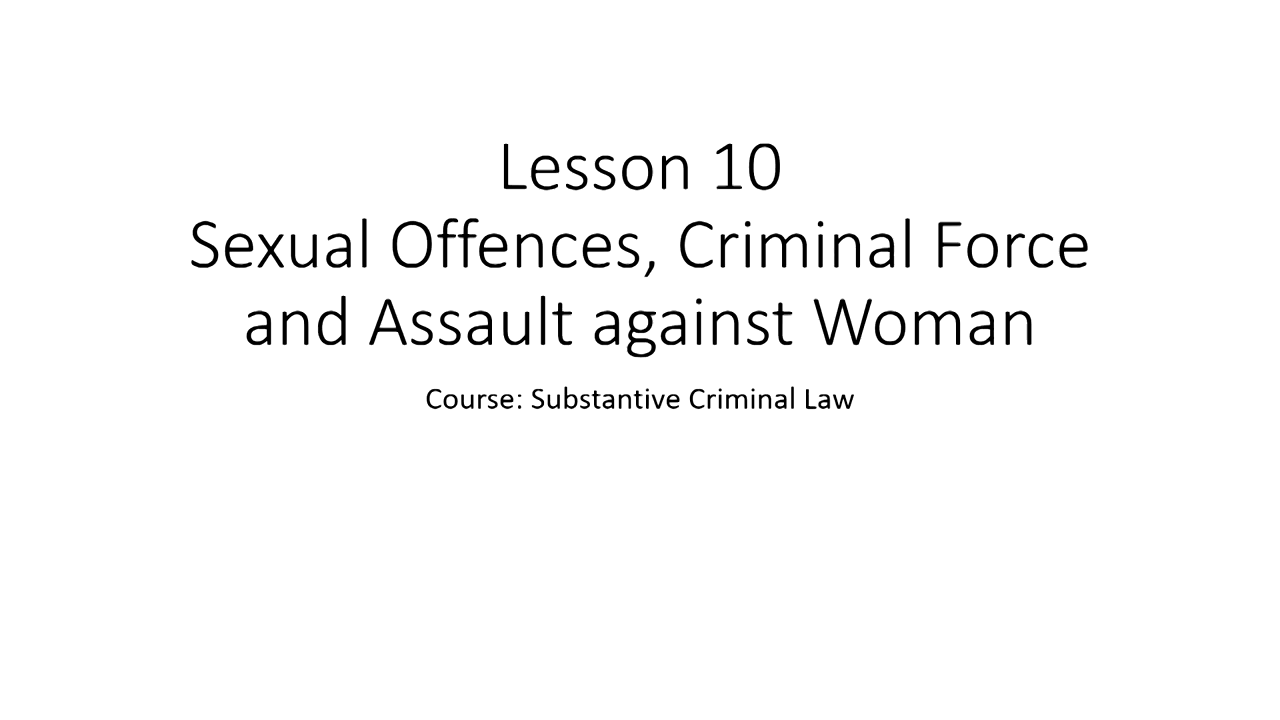 Lesson 10
Sexual Offences, Criminal Force
and Assault against Woman
Course: Substantive Criminal Law